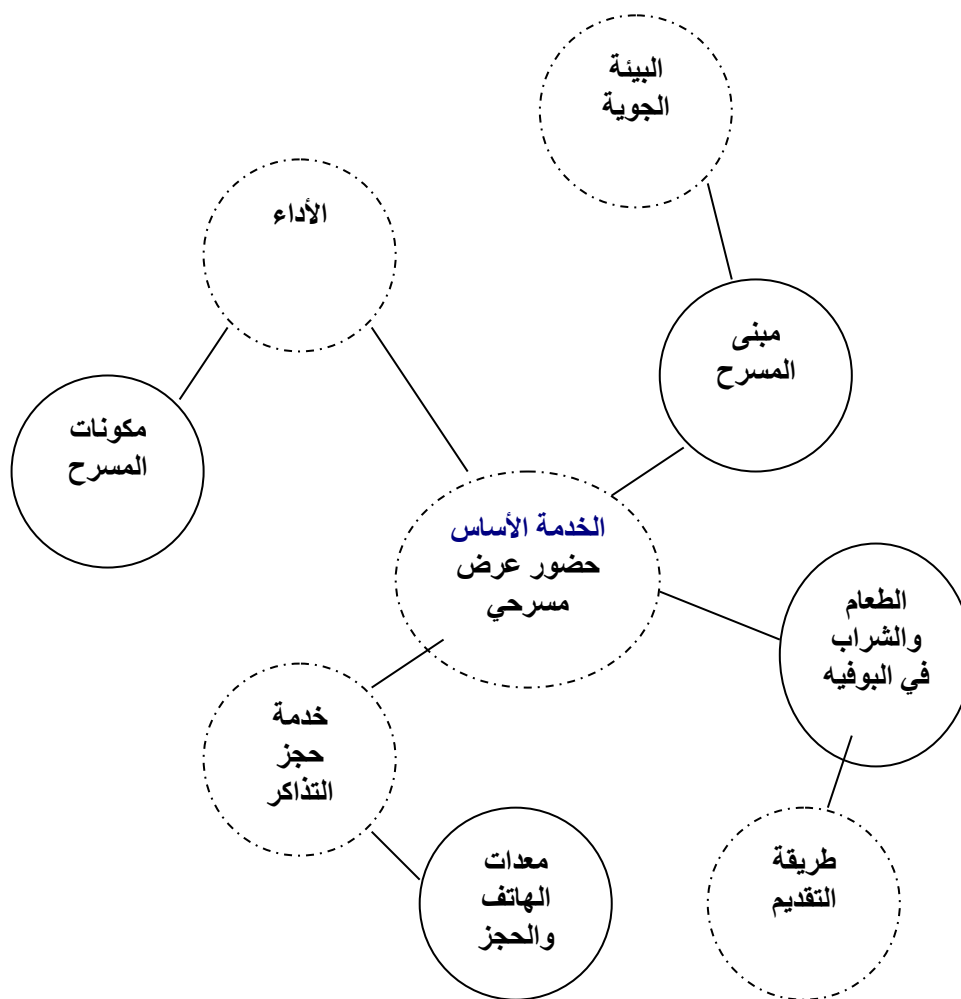 البيئة
الجوية
الأداء
مبنى
المسرح
مكونات
المسرح
الخدمة الأساس
حضور عرض
مسرحي
الطعام
والشراب
في البوفيه
خدمة
حجز
التذاكر
معدات
الهاتف
والحجز
طريقة
التقديم